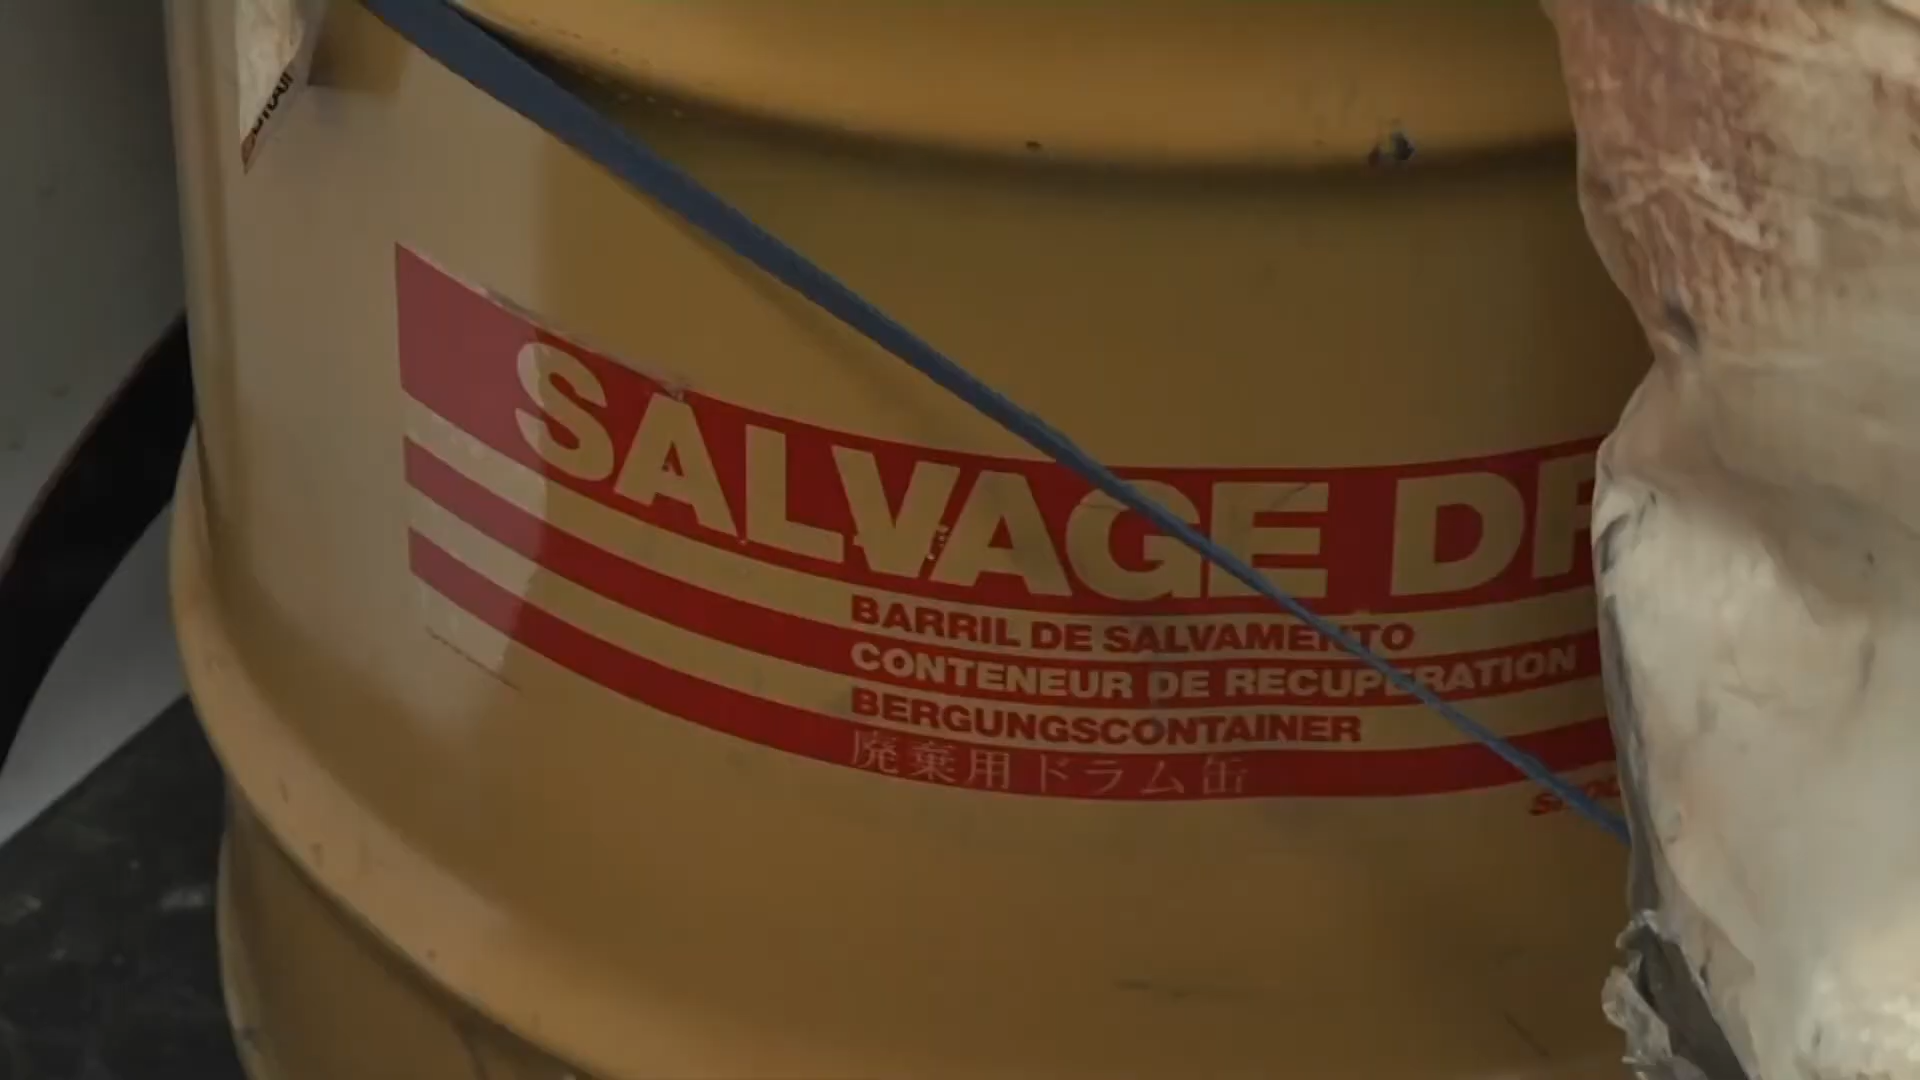 SALVAGE DR
BARRIL DE SALVAMENTO
CONTENEUR DE RECUPERATION
BERGUNGSCONTAINER
廃棄用ドラム缶